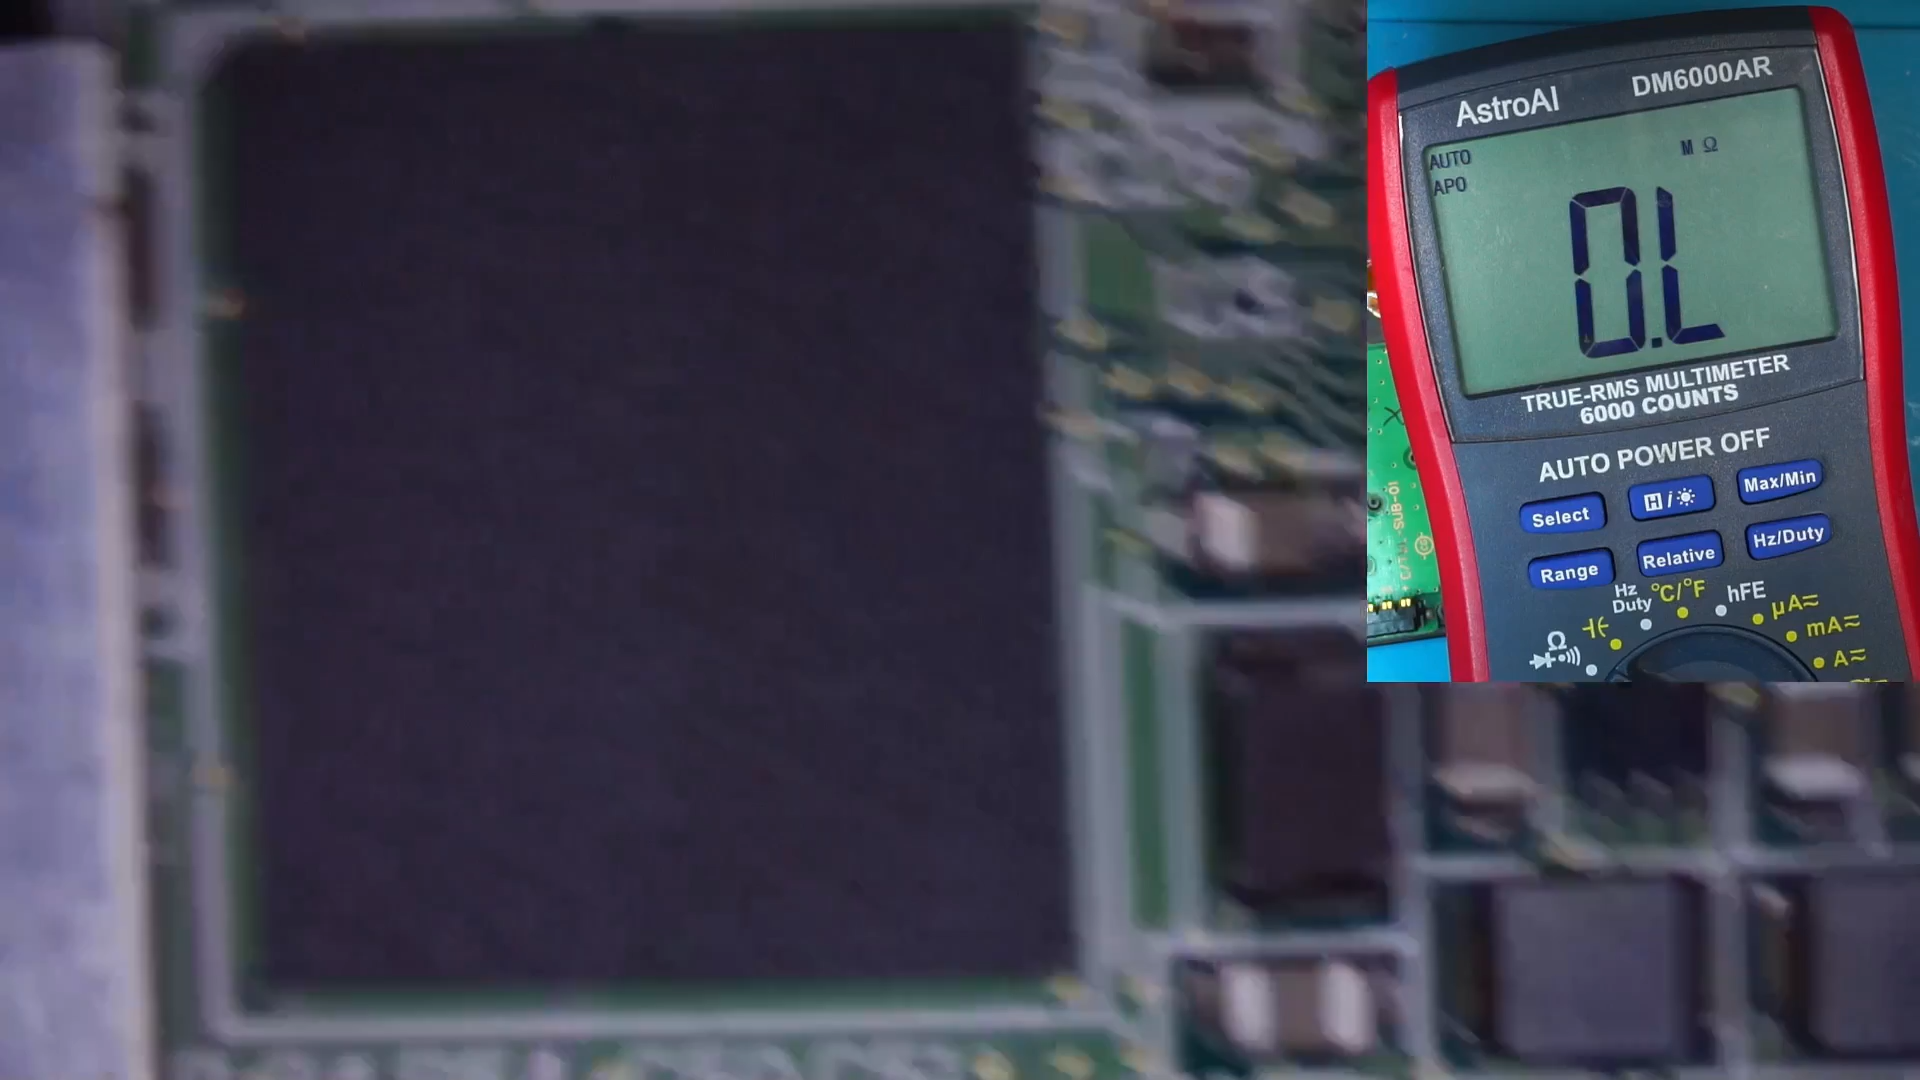 AstroAI DM6000AR
AUTO
MΩ
APO
0.L
TRUE-RMS MULTIMETER
6000 COUNTS
AUTO POWER OFF
Select
H/
Max/Min
Range
Relative
Hz/Duty
Hz
Duty
°C/°F
hFE
µA
mA
A
Ω